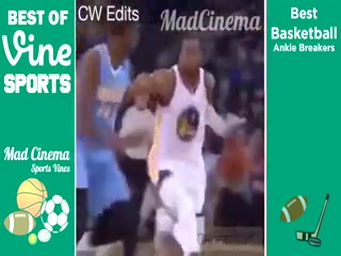 BEST OF
Vine
SPORTS
Mad Cinema
Sports Vines
CW Edits
MadCinema
Best
Basketball
Ankle Breakers